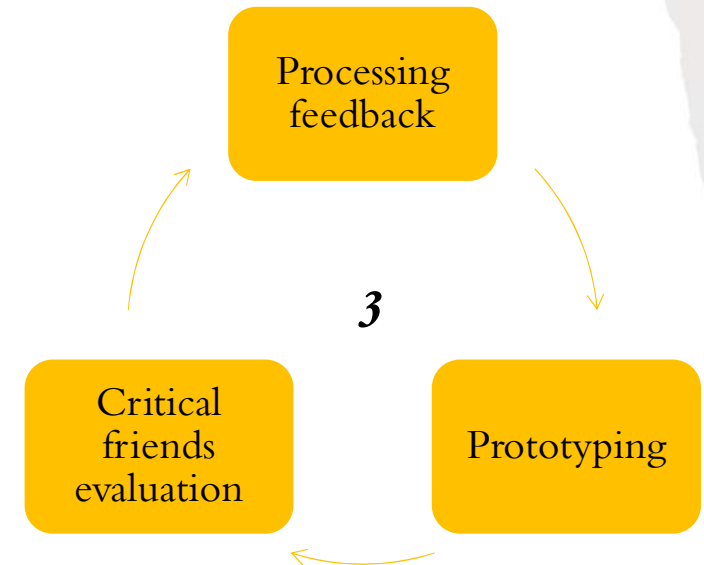 Processing
feedback
3
Critical
friends
evaluation
Prototyping